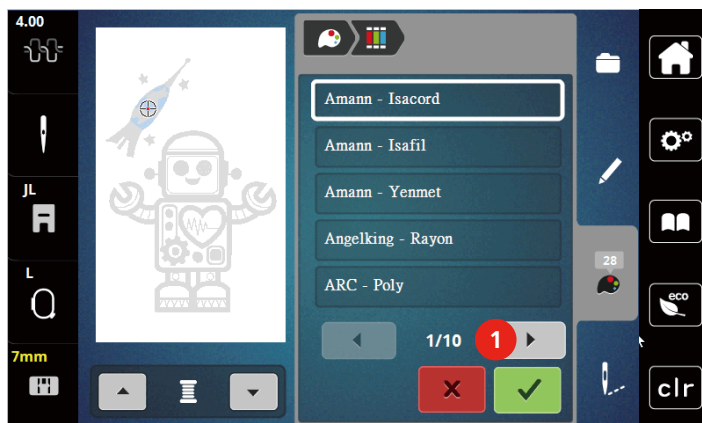 4.00
JL
L
7mm
Amann - Isacord
Amann - Isafil
Amann - Yenmet
Angelking - Rayon
ARC - Poly
1/10
1
28
eco
clr